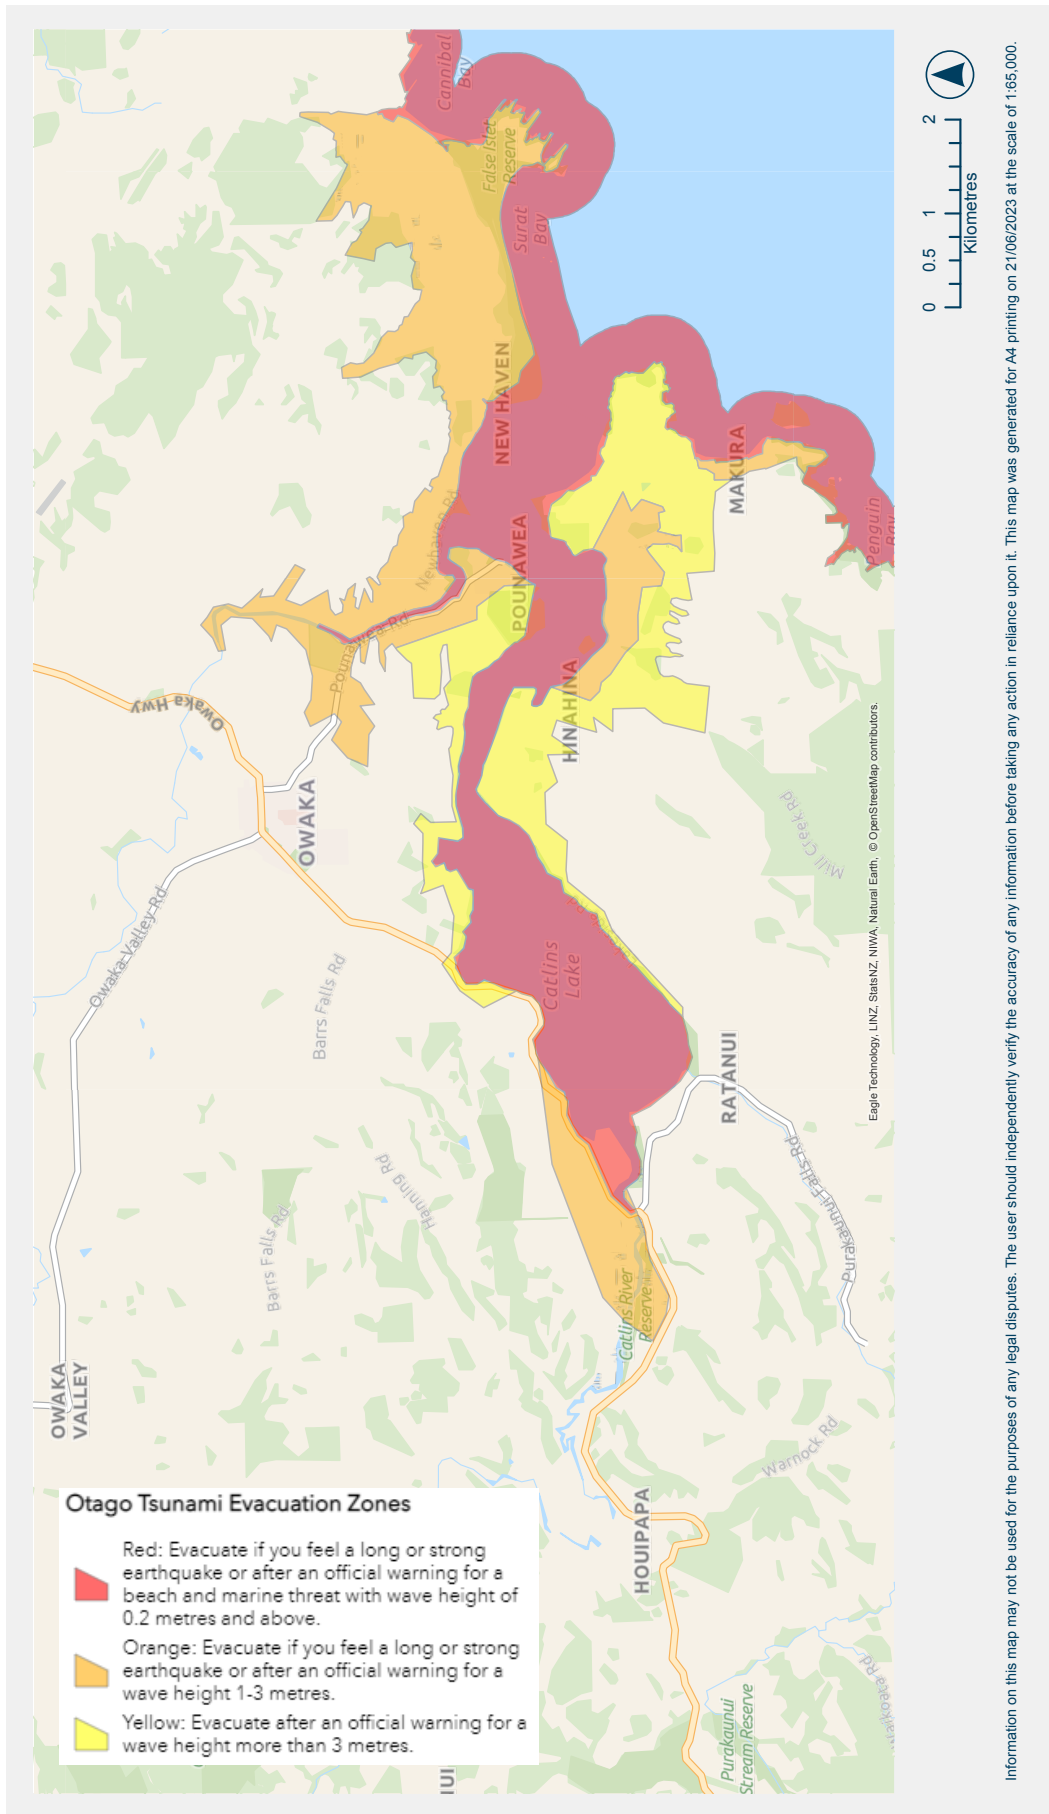 Cannibal
Bay
False Islet
Reserve
Surat
Bay
NEW HAVEN
MAKURA
Penguin
Bay
Newhaven Rd
POUNAWEA
Pounawea Rd
HINAHINA
Owaka Hwy
OWAKA
Mill Creek Rd
Owaka Valley Rd
Barrs Falls Rd
Catlins
Lake
RATANUI
Hanning Rd
Barrs Falls Rd
Purakaunui Falls Rd
Catlins River
Reserve
OWAKA
VALLEY
Warnock Rd
HOUIPAPA
Purakaunui
Stream Reserve
Otago Tsunami Evacuation Zones
Red: Evacuate if you feel a long or strong
earthquake or after an official warning for a
beach and marine threat with wave height of
0.2 metres and above.
Orange: Evacuate if you feel a long or strong
earthquake or after an official warning for a
wave height 1-3 metres.
Yellow: Evacuate after an official warning for a
wave height more than 3 metres.
Eagle Technology, LINZ, StatsNZ, NIWA, Natural Earth, © OpenStreetMap contributors.
0 0.5 1 2
Kilometres
Information on this map may not be used for the purposes of any legal disputes. The user should independently verify the accuracy of any information before taking any action in reliance upon it. This map was generated for A4 printing on 21/06/2023 at the scale of 1:65,000.